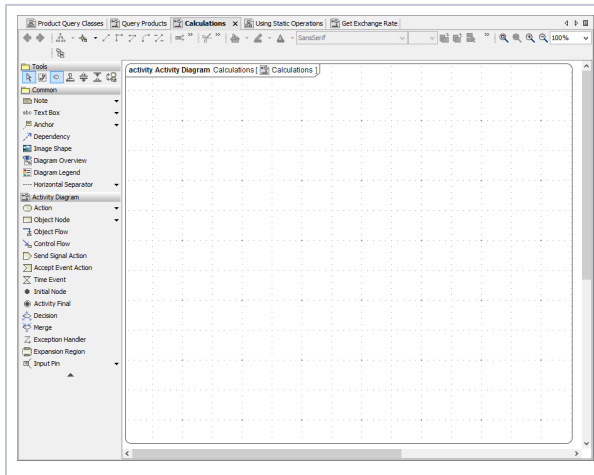 Product Query Classes Query Products Calculations Using Static Operations Get Exchange Rate
SansSerif 100%
Tools
Common
Note
Text Box
Anchor
Dependency
Image Shape
Diagram Overview
Diagram Legend
Horizontal Separator
Activity Diagram
Action
Object Node
Object Flow
Control Flow
Send Signal Action
Accept Event Action
Time Event
Initial Node
Activity Final
Decision
Merge
Exception Handler
Expansion Region
Input Pin
activity Activity Diagram Calculations [ Calculations ]